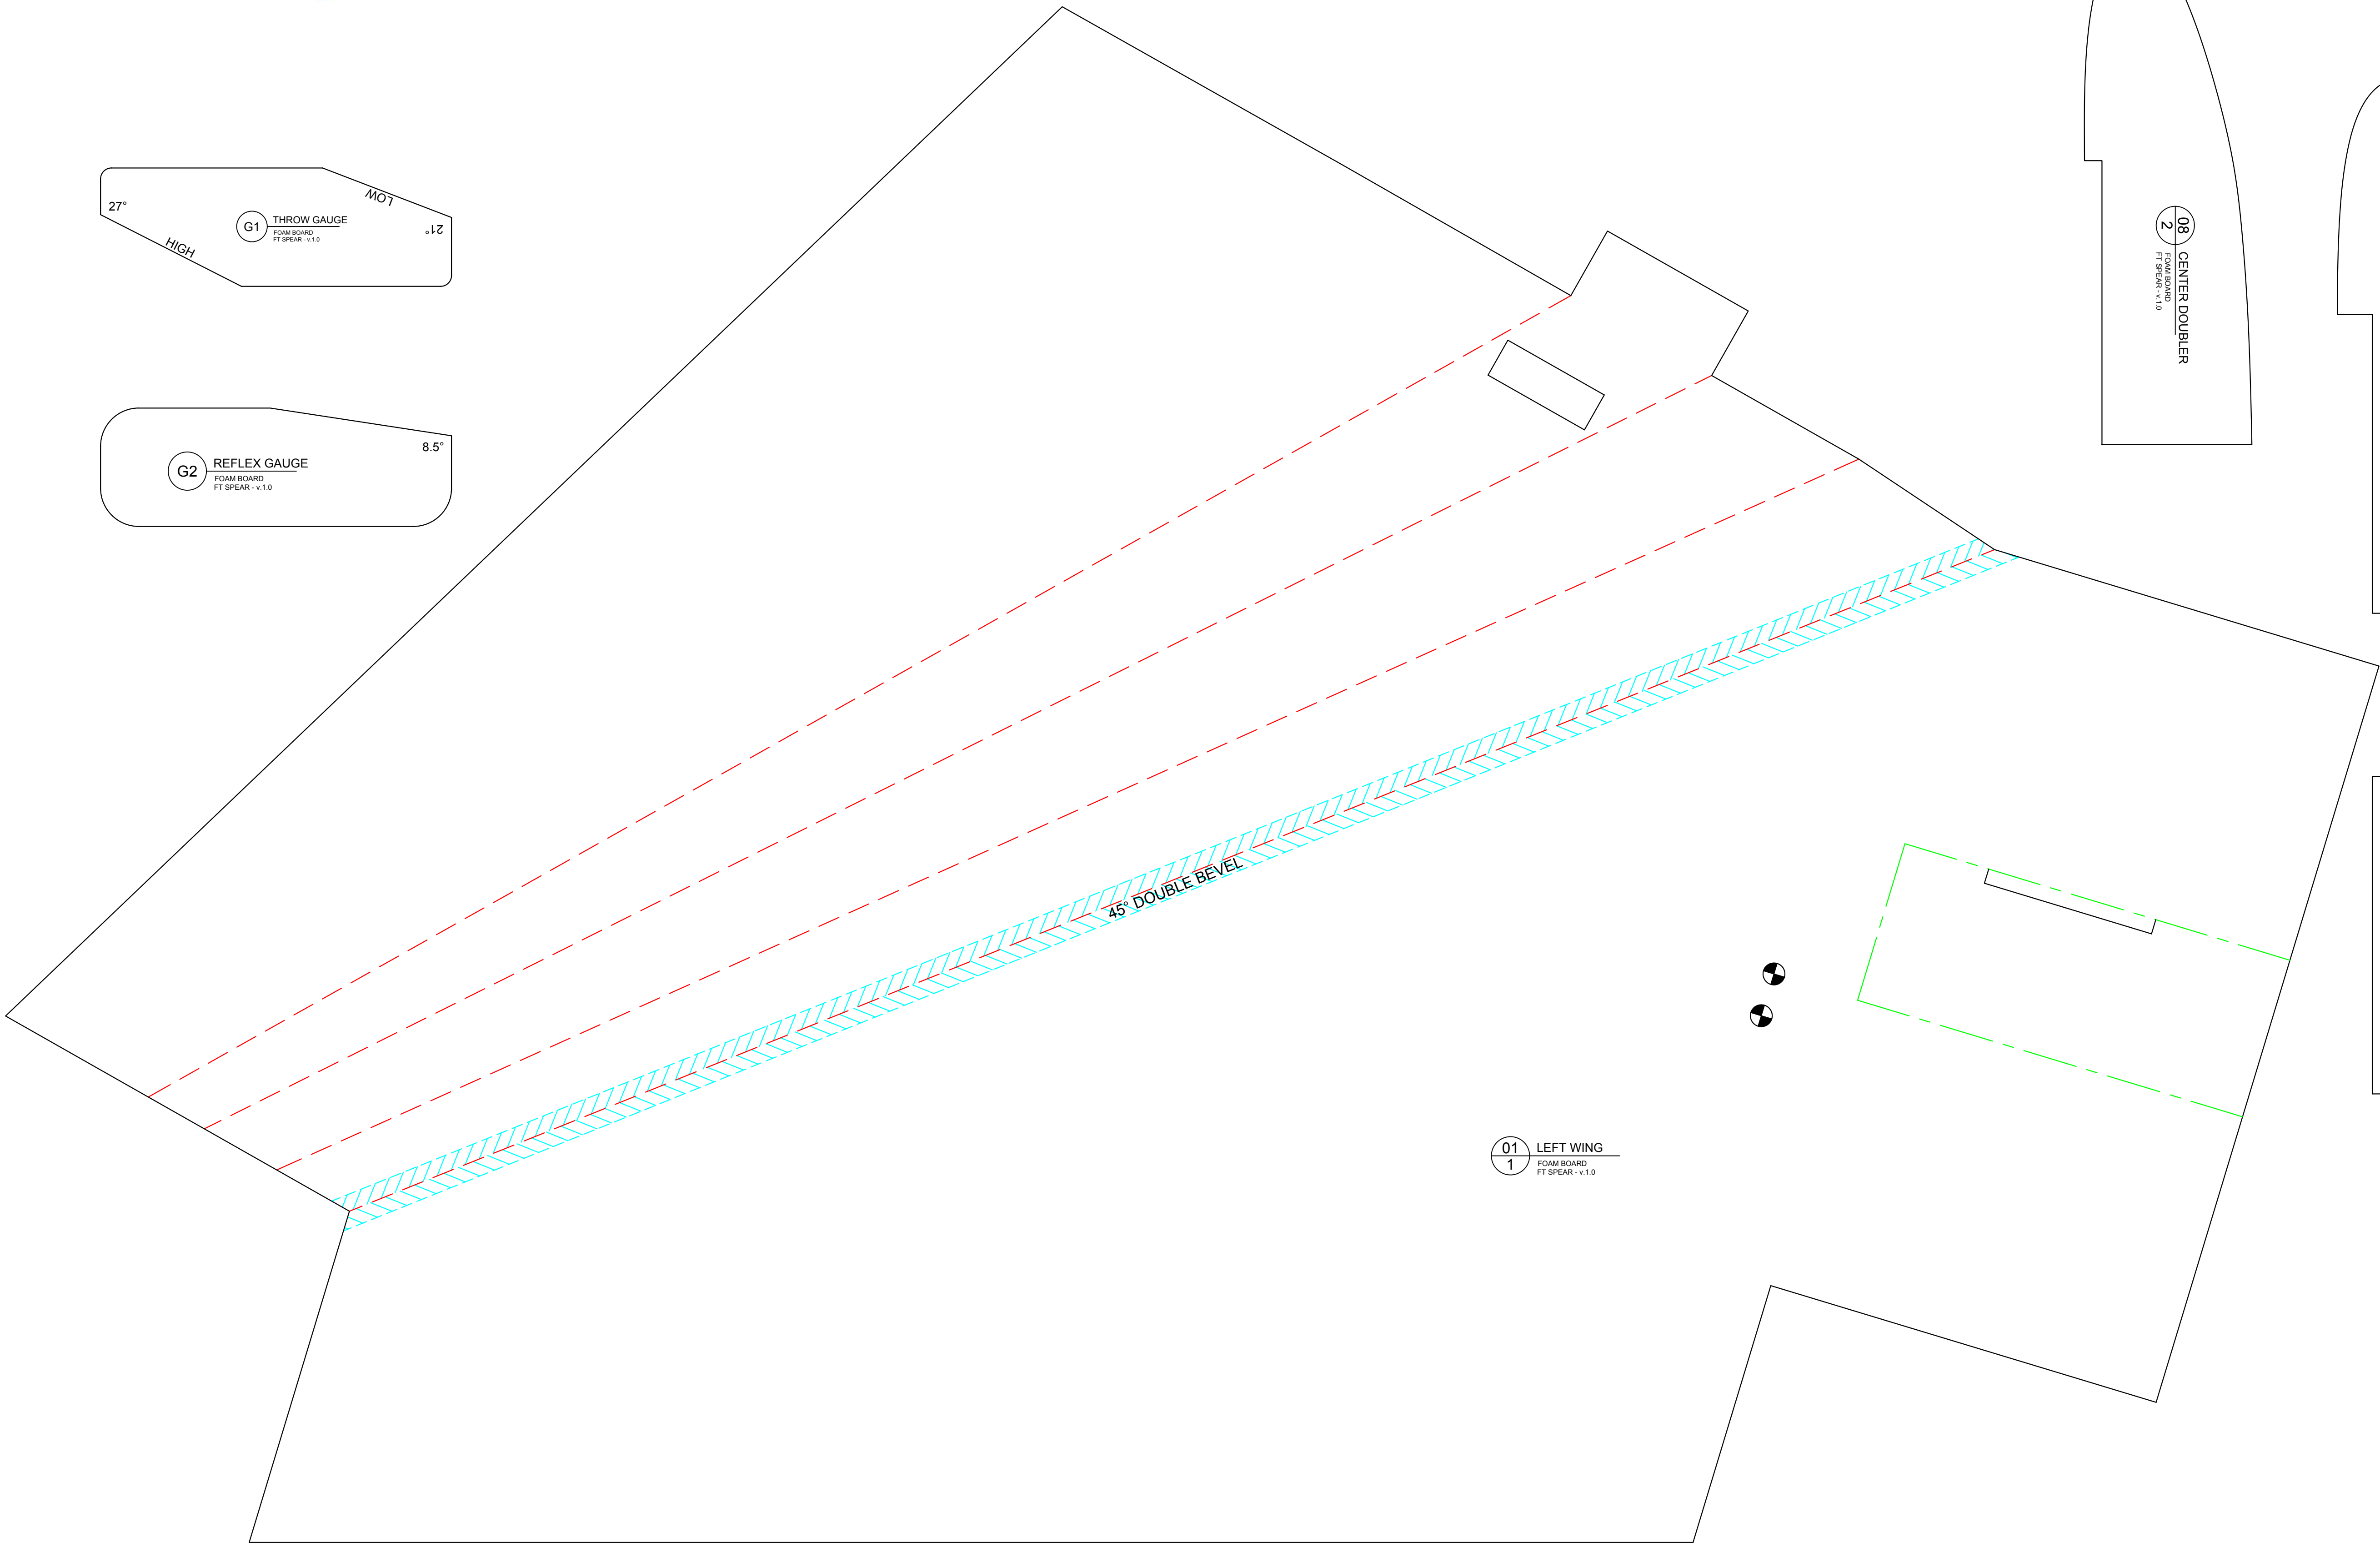 27°
LOW
G1
THROW GAUGE
FOAM BOARD
FT SPEAR - v.1.0
21°
HIGH
G2
REFLEX GAUGE
FOAM BOARD
FT SPEAR - v.1.0
8.5°
08
2
CENTER DOUBLER
FOAM BOARD
FT SPEAR - v.1.0
45° DOUBLE BEVEL
01
1
LEFT WING
FOAM BOARD
FT SPEAR - v.1.0